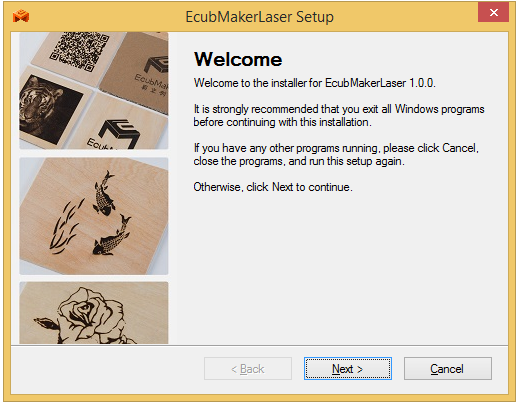 EcubMakerLaser Setup
EcubMaker
EcubMaker
Welcome
Welcome to the installer for EcubMakerLaser 1.0.0.
It is strongly recommended that you exit all Windows programs
before continuing with this installation.
If you have any other programs running, please click Cancel,
close the programs, and run this setup again.
Otherwise, click Next to continue.
< Back
Next >
Cancel